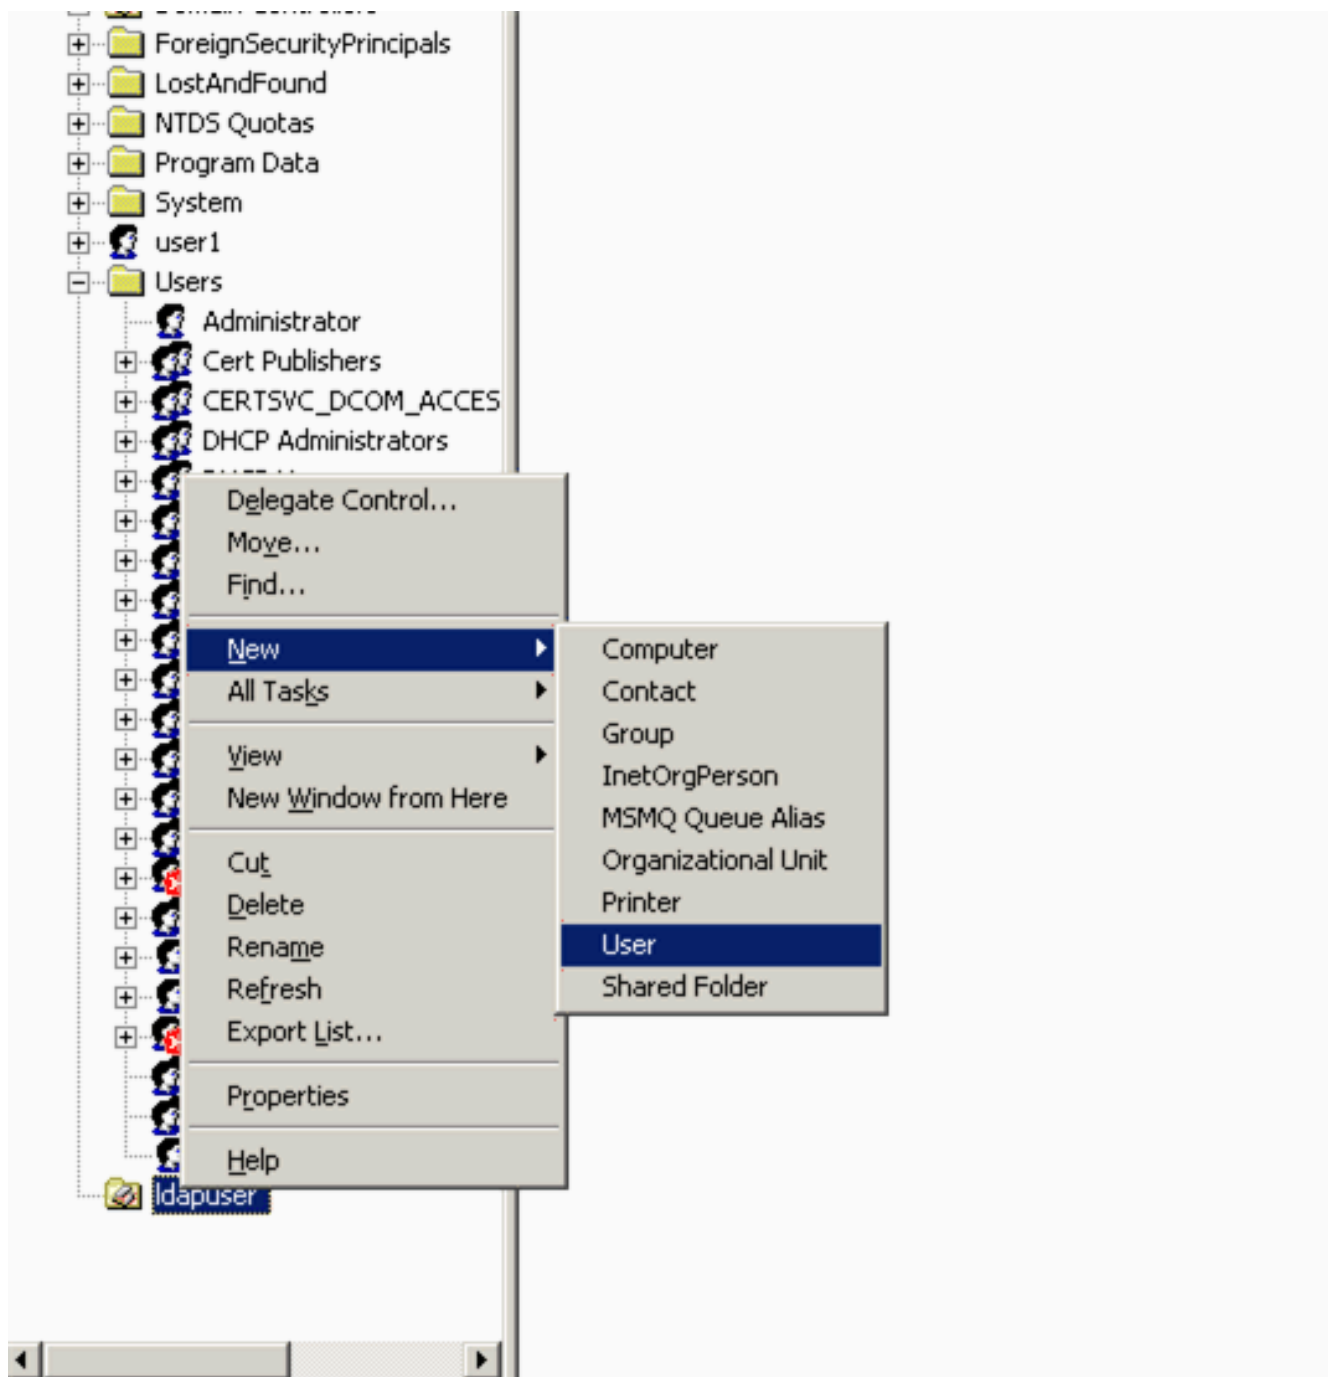 ForeignSecurityPrincipals
LostAndFound
NTDS Quotas
Program Data
System
user1
Users
Administrator
Cert Publishers
CERTSVC_DCOM_ACCES
DHCP Administrators
Delegate Control...
Move...
Find...
New
All Tasks
View
New Window from Here
Cut
Delete
Rename
Refresh
Export List...
Properties
Help
Computer
Contact
Group
InetOrgPerson
MSMQ Queue Alias
Organizational Unit
Printer
User
Shared Folder
ldapuser